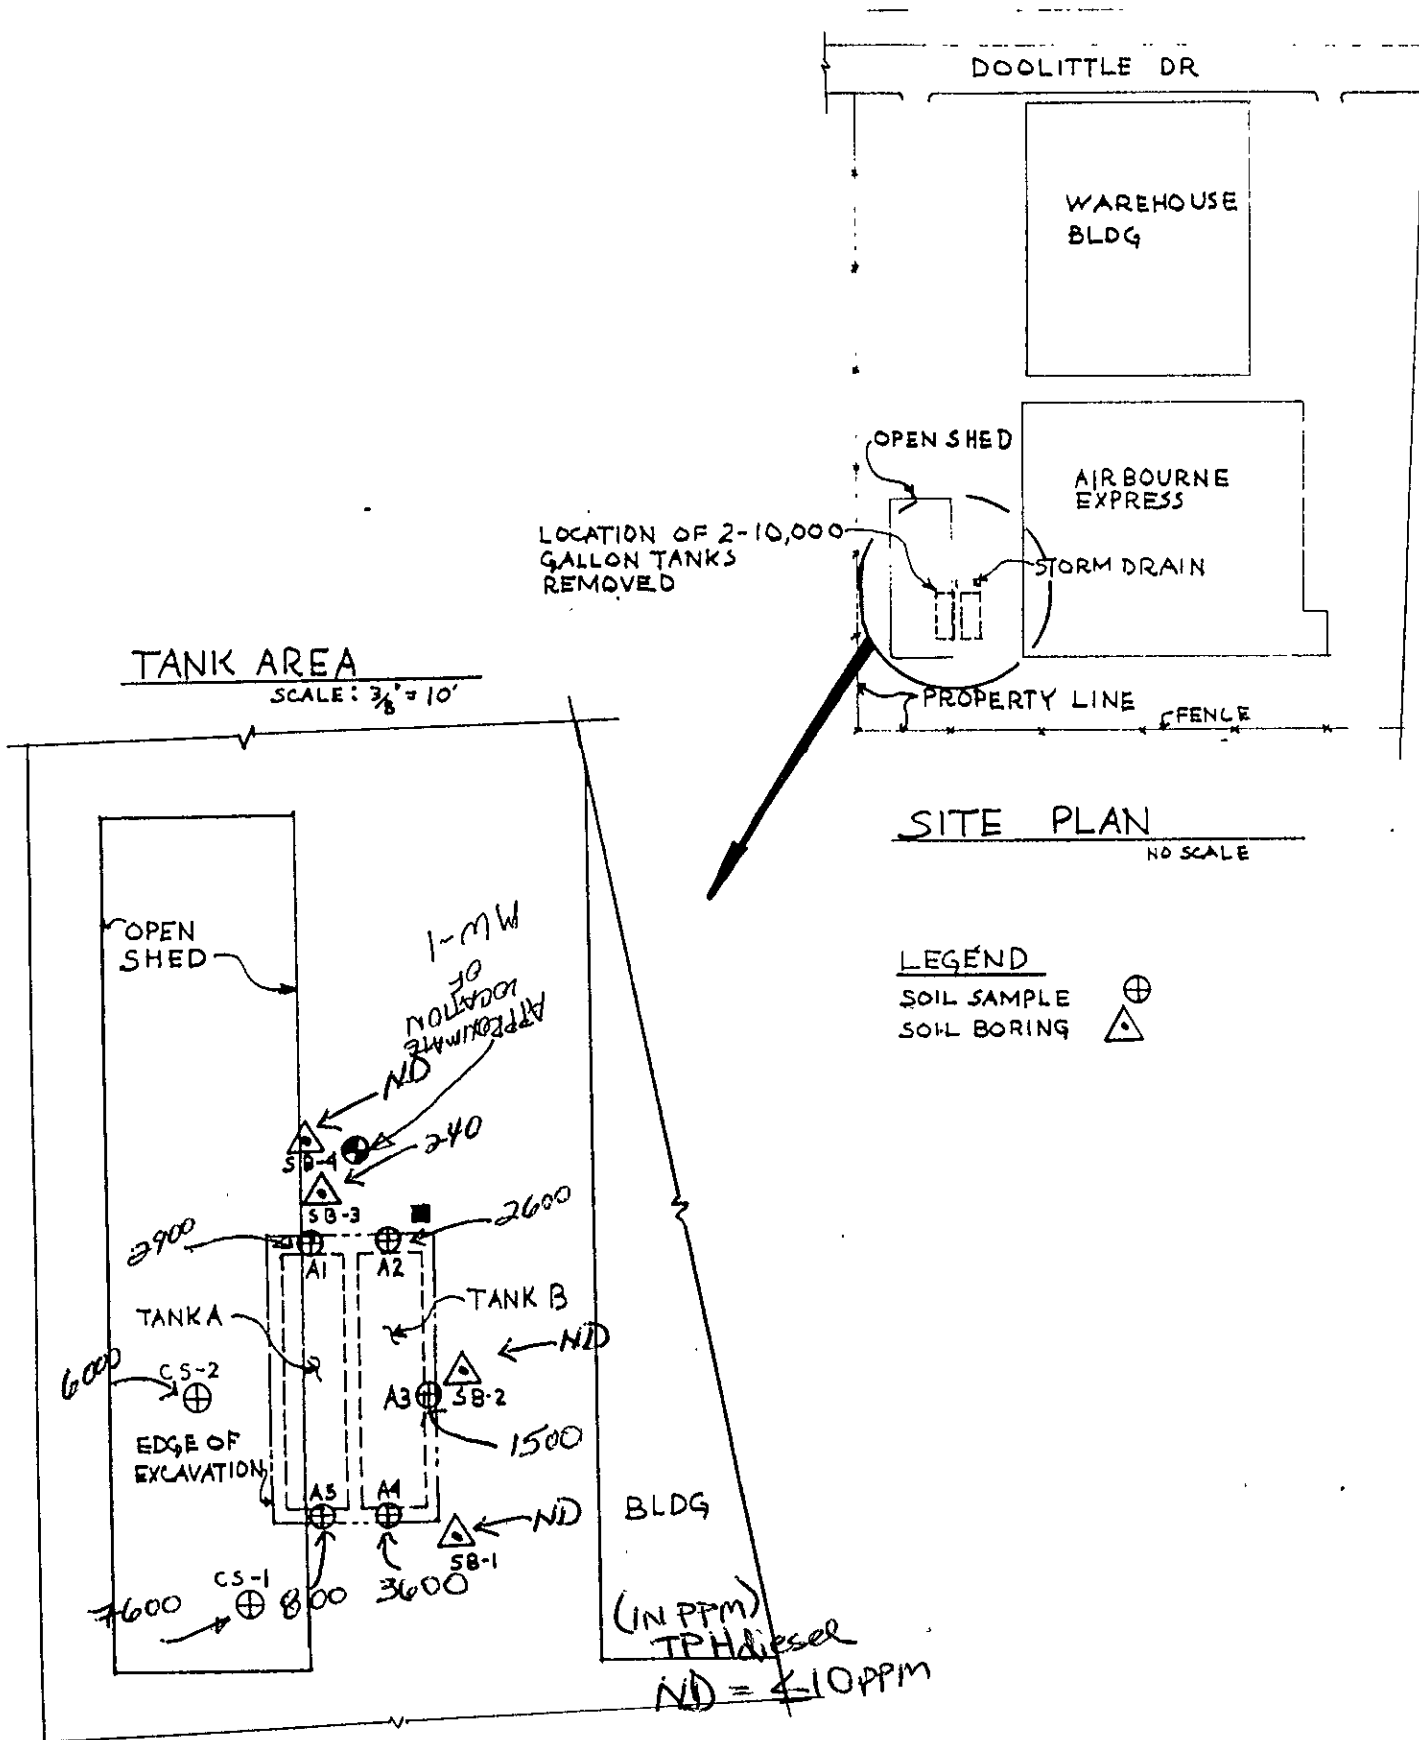 DOOLITTLE DR
WAREHOUSE
BLDG
OPEN SHED
AIRBOURNE
EXPRESS
LOCATION OF 2-10,000
GALLON TANKS
REMOVED
STORM DRAIN
PROPERTY LINE
FENCE
SITE PLAN
NO SCALE
LEGEND
SOIL SAMPLE
SOIL BORING
TANK AREA
SCALE: 3/8" = 10'
OPEN
SHED
APPROXIMATE
LOCATION
OF
MW-1
ND
SB-4
240
SB-3
2600
2900
A1
A2
TANK A
TANK B
ND
6000
CS-2
A3
SB-2
1500
EDGE OF
EXCAVATION
A5
A4
ND
SB-1
BLDG
CS-1
7600
800
3600
(IN PPM)
TPHdiesel
ND = <10 PPM